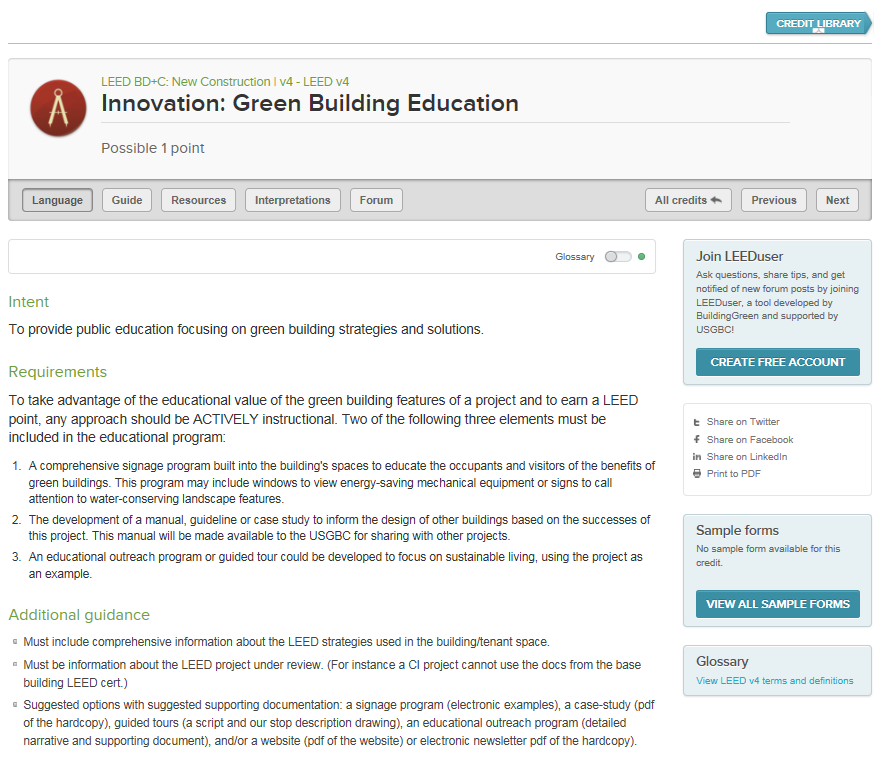 CREDIT LIBRARY
LEED BD+C: New Construction | v4 - LEED v4
Innovation: Green Building Education
Possible 1 point
Language
Guide
Resources
Interpretations
Forum
All credits
Previous
Next
Glossary
Intent
To provide public education focusing on green building strategies and solutions.
Requirements
To take advantage of the educational value of the green building features of a project and to earn a LEED
point, any approach should be ACTIVELY instructional. Two of the following three elements must be
included in the educational program:
1. A comprehensive signage program built into the building's spaces to educate the occupants and visitors of the benefits of
green buildings. This program may include windows to view energy-saving mechanical equipment or signs to call
attention to water-conserving landscape features.
2. The development of a manual, guideline or case study to inform the design of other buildings based on the successes of
this project. This manual will be made available to the USGBC for sharing with other projects.
3. An educational outreach program or guided tour could be developed to focus on sustainable living, using the project as
an example.
Additional guidance
Must include comprehensive information about the LEED strategies used in the building/tenant space.
Must be information about the LEED project under review. (For instance a CI project cannot use the docs from the base
building LEED cert.)
Suggested options with suggested supporting documentation: a signage program (electronic examples), a case-study (pdf
of the hardcopy), guided tours (a script and our stop description drawing), an educational outreach program (detailed
narrative and supporting document), and/or a website (pdf of the website) or electronic newsletter pdf of the hardcopy).
Join LEEDuser
Ask questions, share tips, and get
notified of new forum posts by joining
LEEDuser, a tool developed by
BuildingGreen and supported by
USGBC!
CREATE FREE ACCOUNT
Share on Twitter
Share on Facebook
Share on LinkedIn
Print to PDF
Sample forms
No sample form available for this
credit.
VIEW ALL SAMPLE FORMS
Glossary
View LEED v4 terms and definitions